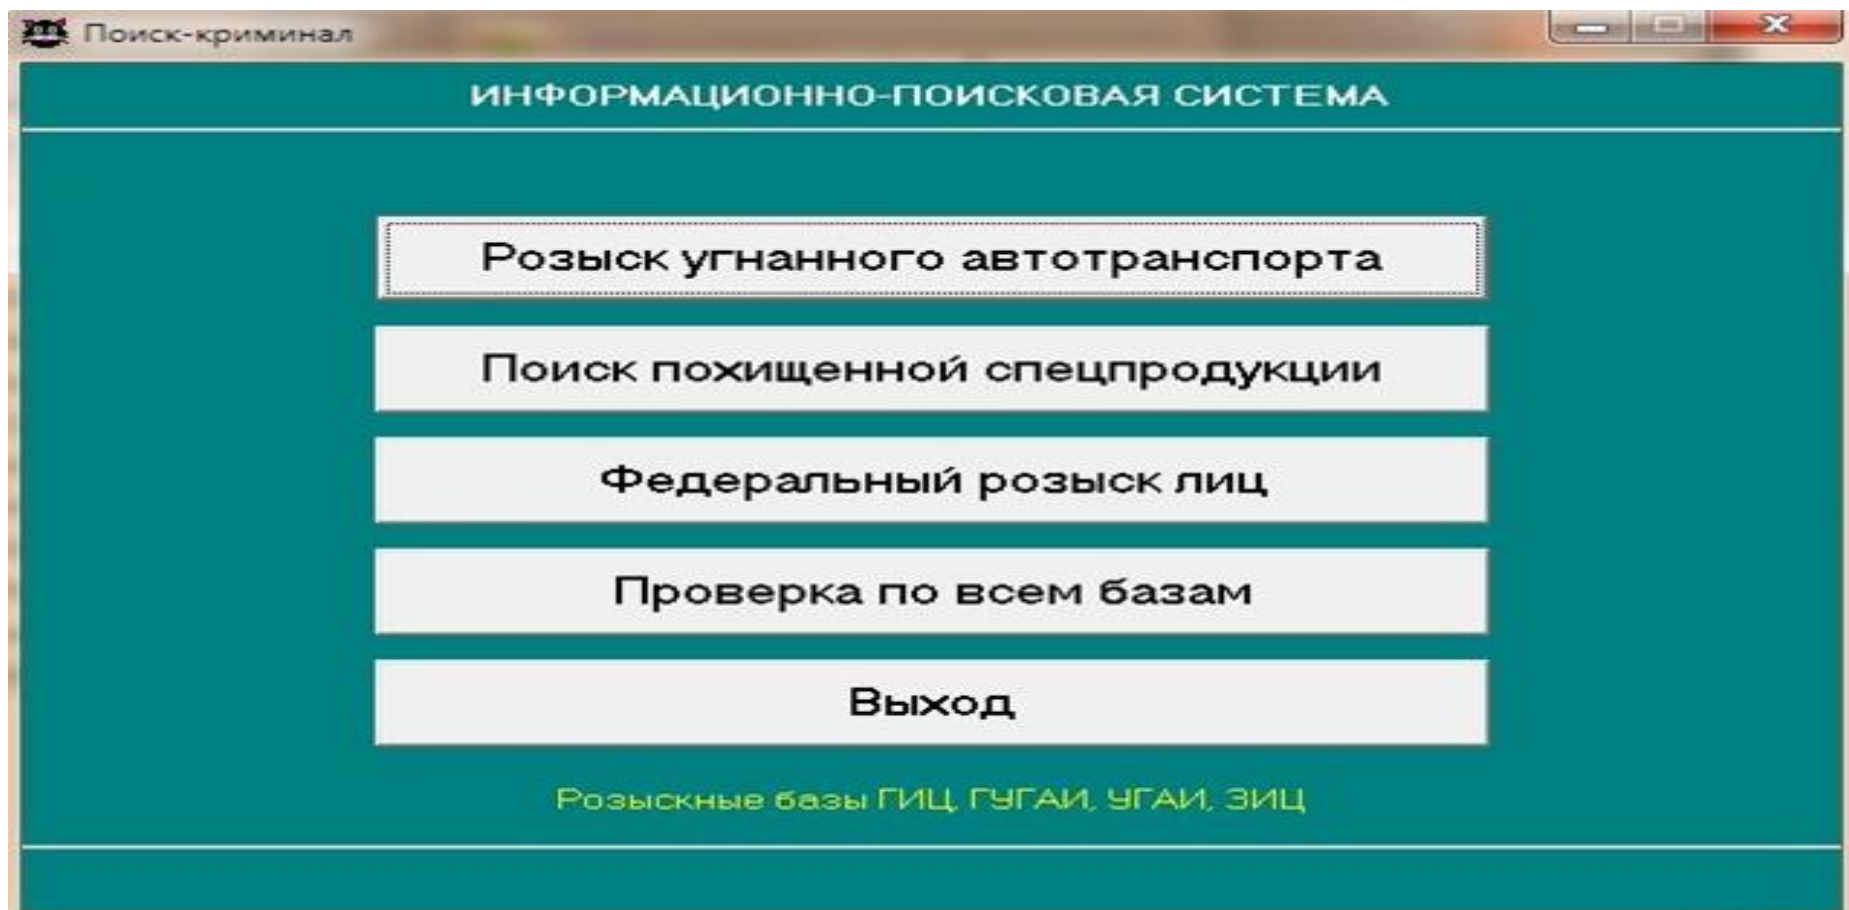 Поиск-криминал
ИНФОРМАЦИОННО-ПОИСКОВАЯ СИСТЕМА
Розыск угнанного автотранспорта
Поиск похищенной спецпродукции
Федеральный розыск лиц
Проверка по всем базам
Выход
Розыскные базы ГИЦ, ГУГАИ, УГАИ, ЗИЦ